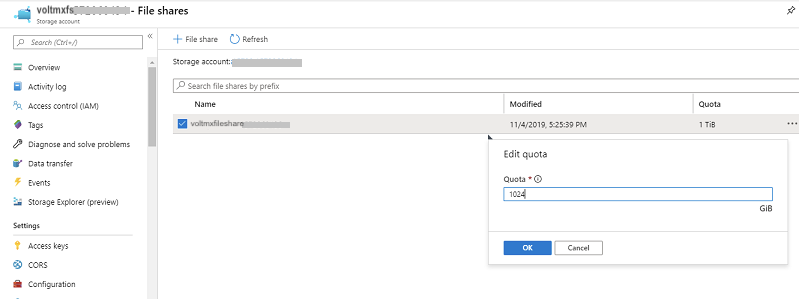 voltmxfs - File shares
Storage account
Search (Ctrl+/)
«
Overview
Activity log
Access control (IAM)
Tags
Diagnose and solve problems
Data transfer
Events
Storage Explorer (preview)
Settings
Access keys
CORS
Configuration
+ File share
Refresh
Storage account:
Search file shares by prefix
Name Modified Quota
voltmxfileshare 11/4/2019, 5:25:39 PM 1 TiB ...
Edit quota
Quota *
1024
GiB
OK Cancel